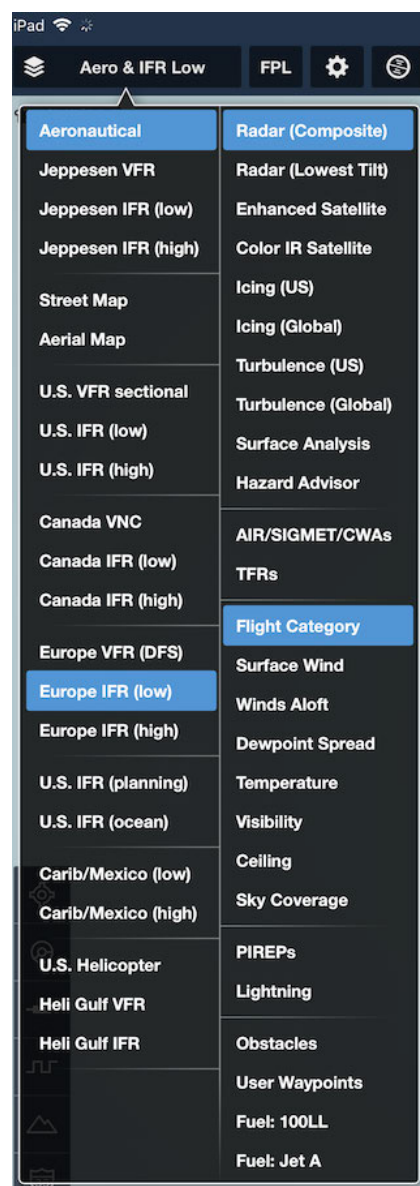 iPad
Aero & IFR Low
FPL
Aeronautical
Jeppesen VFR
Jeppesen IFR (low)
Jeppesen IFR (high)
Street Map
Aerial Map
U.S. VFR sectional
U.S. IFR (low)
U.S. IFR (high)
Canada VNC
Canada IFR (low)
Canada IFR (high)
Europe VFR (DFS)
Europe IFR (low)
Europe IFR (high)
U.S. IFR (planning)
U.S. IFR (ocean)
Carib/Mexico (low)
Carib/Mexico (high)
U.S. Helicopter
Heli Gulf VFR
Heli Gulf IFR
Radar (Composite)
Radar (Lowest Tilt)
Enhanced Satellite
Color IR Satellite
Icing (US)
Icing (Global)
Turbulence (US)
Turbulence (Global)
Surface Analysis
Hazard Advisor
AIR/SIGMET/CWAs
TFRs
Flight Category
Surface Wind
Winds Aloft
Dewpoint Spread
Temperature
Visibility
Ceiling
Sky Coverage
PIREPs
Lightning
Obstacles
User Waypoints
Fuel: 100LL
Fuel: Jet A